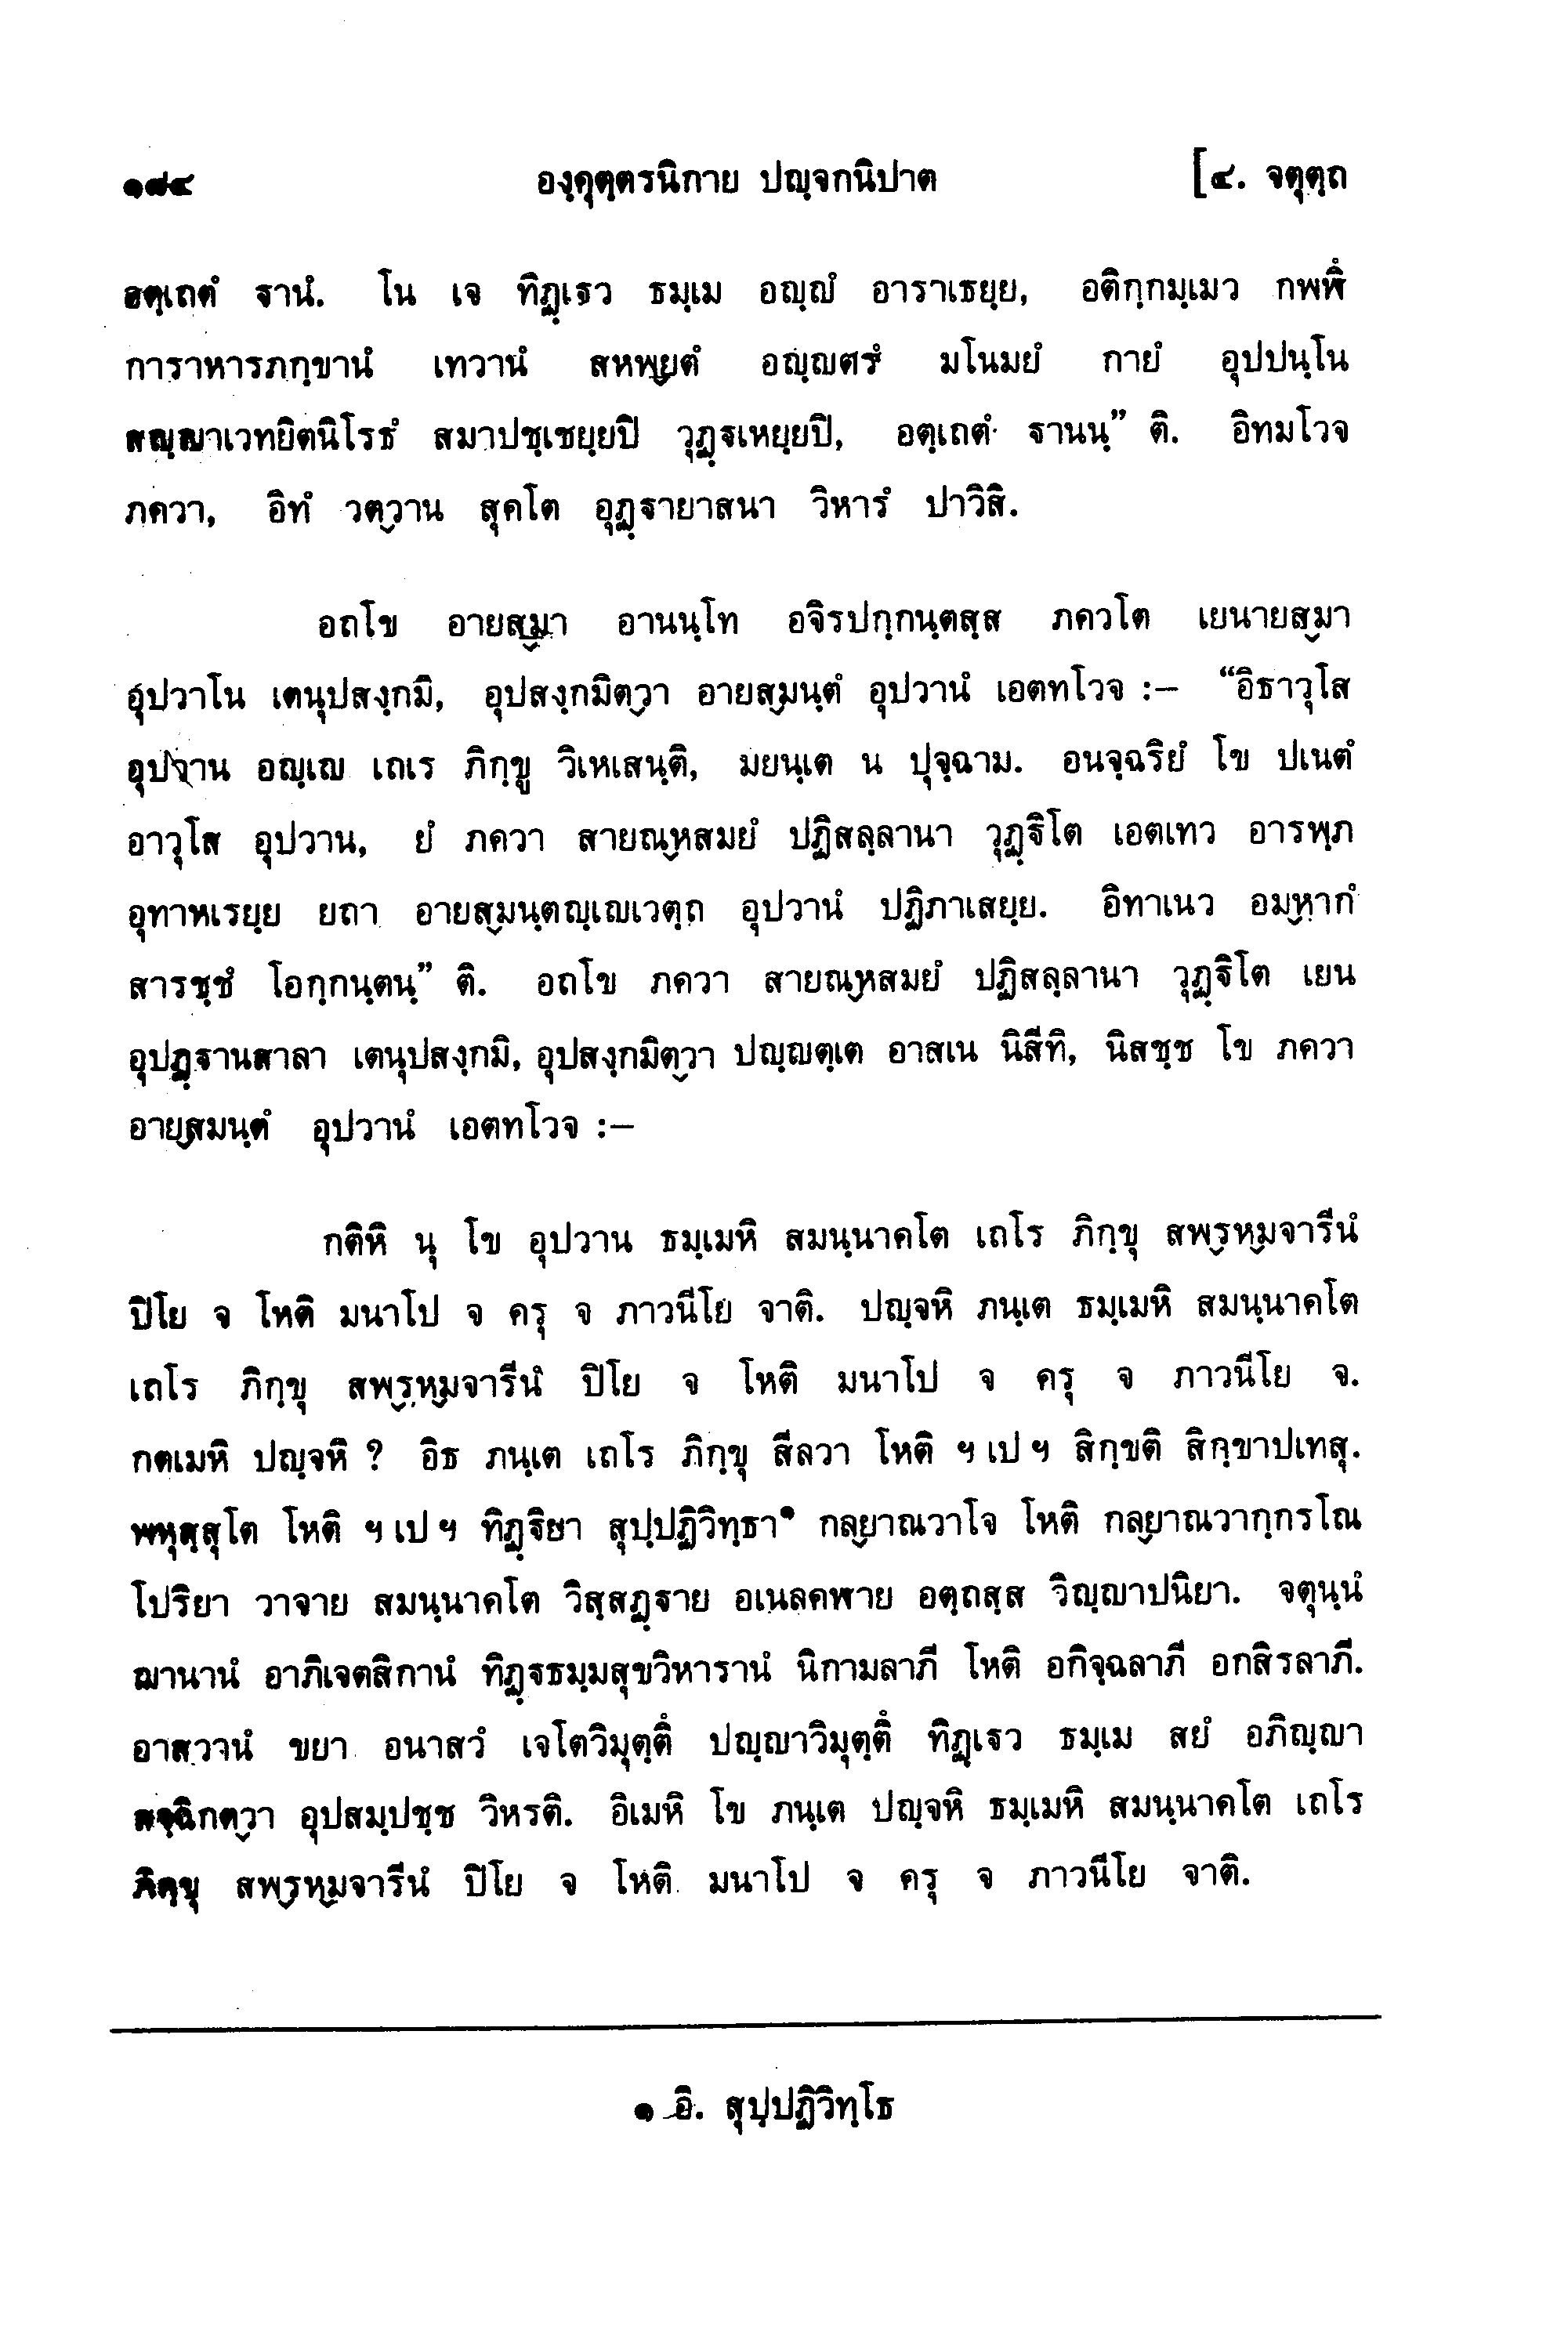 ๑๙๔ องฺคุตฺตรนิกาย ปญฺจกนิปาต [๔. จตุตฺถ
อตฺเถตํ ฐานํ. โน เจ ทิฏฺเฐว ธมฺเม อญฺญํ อาราเธยฺย, อติกฺกมฺเมว กพฬิํ
การาหารภกฺขานํ เทวานํ สหพฺยตํ อญฺญตรํ มโนมยํ กายํ อุปปนฺโน
สญฺญาเวทยิตนิโรธํ สมาปชฺเชยฺยปิ วุฏฺฐเหยฺยปิ, อตฺเถตํ ฐานนฺ” ติ. อิทมโวจ
ภควา, อิทํ วตฺวาน สุคโต อุฏฺฐายาสนา วิหารํ ปาวิสิ.
อถโข อายสฺมา อานนฺโท อจิรปกฺกนฺตสฺส ภควโต เยนายสฺมา
อุปวาโน เตนุปสงฺกมิ, อุปสงฺกมิตฺวา อายสฺมนฺตํ อุปวานํ เอตทโวจ :– “อิธาวุโส
อุปวาน อญฺเญ เถเร ภิกฺขู วิเหเสนฺติ, มยนฺเต น ปุจฺฉาม. อนจฺฉริยํ โข ปเนตํ
อาวุโส อุปวาน, ยํ ภควา สายณฺหสมยํ ปฏิสลฺลานา วุฏฺฐิโต เอตเทว อารพฺภ
อุทาหเรยฺย ยถา อายสฺมนฺตญฺเญเวตฺถ อุปวานํ ปฏิภาเสยฺย. อิทาเนว อมฺหากํ
สารชฺชํ โอกฺกนฺตนฺ” ติ. อถโข ภควา สายณฺหสมยํ ปฏิสลฺลานา วุฏฺฐิโต เยน
อุปฏฺฐานสาลา เตนุปสงฺกมิ, อุปสงฺกมิตฺวา ปญฺญตฺเต อาสเน นิสีทิ, นิสชฺช โข ภควา
อายสฺมนฺตํ อุปวานํ เอตทโวจ :–
กติหิ นุ โข อุปวาน ธมฺเมหิ สมนฺนาคโต เถโร ภิกฺขุ สพฺรหฺมจารีนํ
ปิโย จ โหติ มนาโป จ ครุ จ ภาวนีโย จาติ. ปญฺจหิ ภนฺเต ธมฺเมหิ สมนฺนาคโต
เถโร ภิกฺขุ สพฺรหฺมจารีนํ ปิโย จ โหติ มนาโป จ ครุ จ ภาวนีโย จ.
กตเมหิ ปญฺจหิ ? อิธ ภนฺเต เถโร ภิกฺขุ สีลวา โหติ ฯ เป ฯ สิกฺขติ สิกฺขาปเทสุ.
พหุสฺสุโต โหติ ฯ เป ฯ ทิฏฺฐิยา สุปฺปฏิวิทฺธา๑ กลฺยาณวาโจ โหติ กลฺยาณวากฺกรโณ
โปริยา วาจาย สมนฺนาคโต วิสฺสฏฺฐาย อเนลคฬาย อตฺถสฺส วิญฺญาปนิยา. จตุนฺนํ
ฌานานํ อาภิเจตสิกานํ ทิฏฺฐธมฺมสุขวิหารานํ นิกามลาภี โหติ อกิจฺฉลาภี อกสิรลาภี.
อาสวานํ ขยา อนาสวํ เจโตวิมุตฺติํ ปญฺญาวิมุตฺติํ ทิฏฺเฐว ธมฺเม สยํ อภิญฺญา
สจฺฉิกตฺวา อุปสมฺปชฺช วิหรติ. อิเมหิ โข ภนฺเต ปญฺจหิ ธมฺเมหิ สมนฺนาคโต เถโร
ภิกฺขุ สพฺรหฺมจารีนํ ปิโย จ โหติ มนาโป จ ครุ จ ภาวนีโย จาติ.
๑ อิ. สุปฺปฏิวิทฺโธ